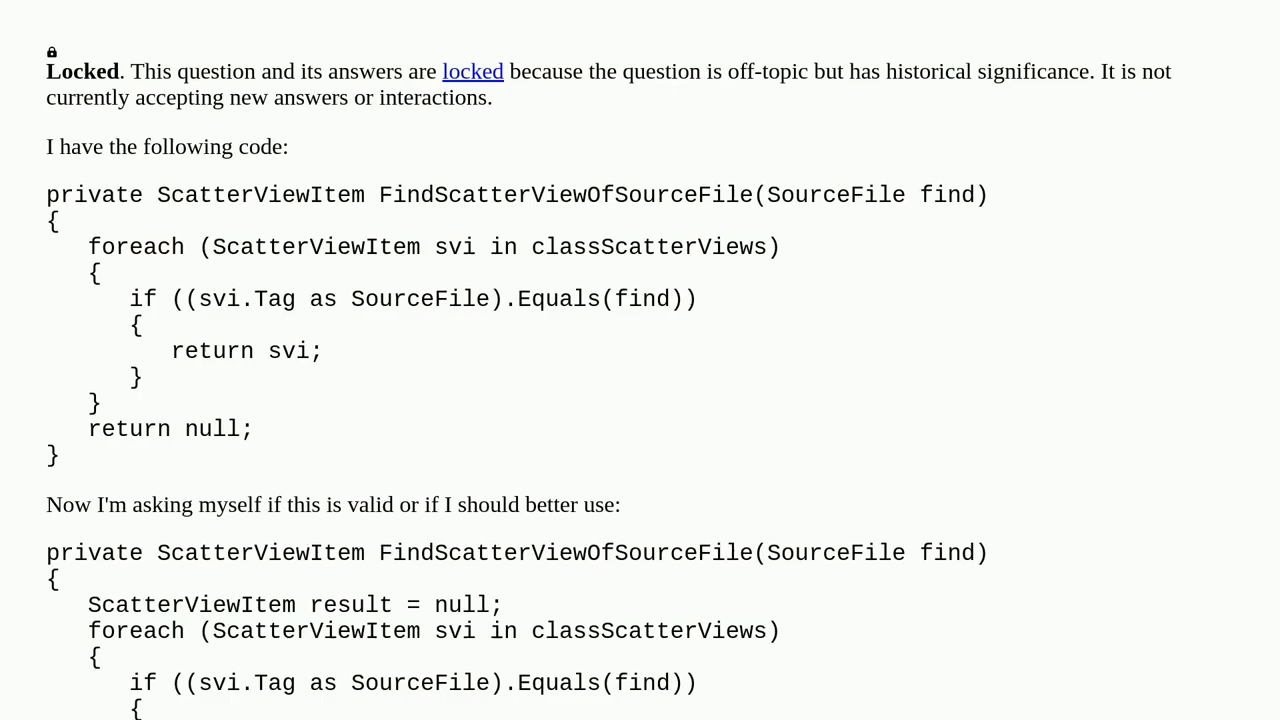 Locked. This question and its answers are locked because the question is off-topic but has historical significance. It is not
currently accepting new answers or interactions.
I have the following code:
private ScatterViewItem FindScatterViewOfSourceFile(SourceFile find)
{
   foreach (ScatterViewItem svi in classScatterViews)
   {
      if ((svi.Tag as SourceFile).Equals(find))
      {
         return svi;
      }
   }
   return null;
}
Now I'm asking myself if this is valid or if I should better use:
private ScatterViewItem FindScatterViewOfSourceFile(SourceFile find)
{
   ScatterViewItem result = null;
   foreach (ScatterViewItem svi in classScatterViews)
   {
      if ((svi.Tag as SourceFile).Equals(find))
      {